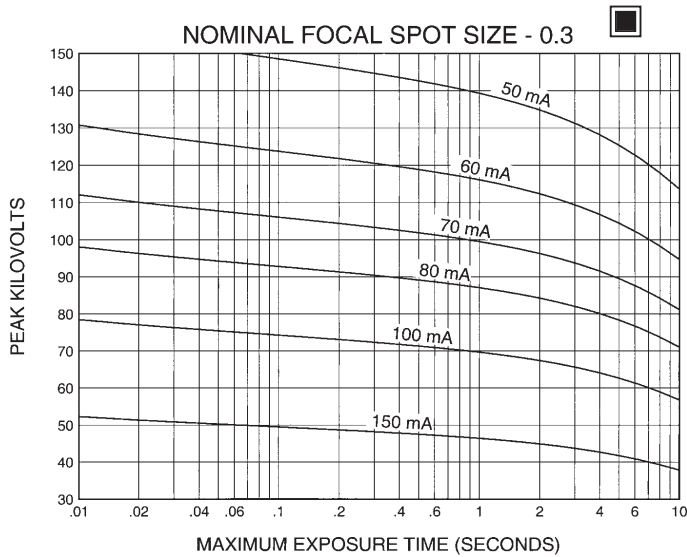 NOMINAL FOCAL SPOT SIZE - 0.3
PEAK KILOVOLTS
150
140
130
120
110
100
90
80
70
60
50
40
30
50 mA
60 mA
70 mA
80 mA
100 mA
150 mA
.01 .02 .04 .06 .1 .2 .4 .6 1 2 4 6 10
MAXIMUM EXPOSURE TIME (SECONDS)